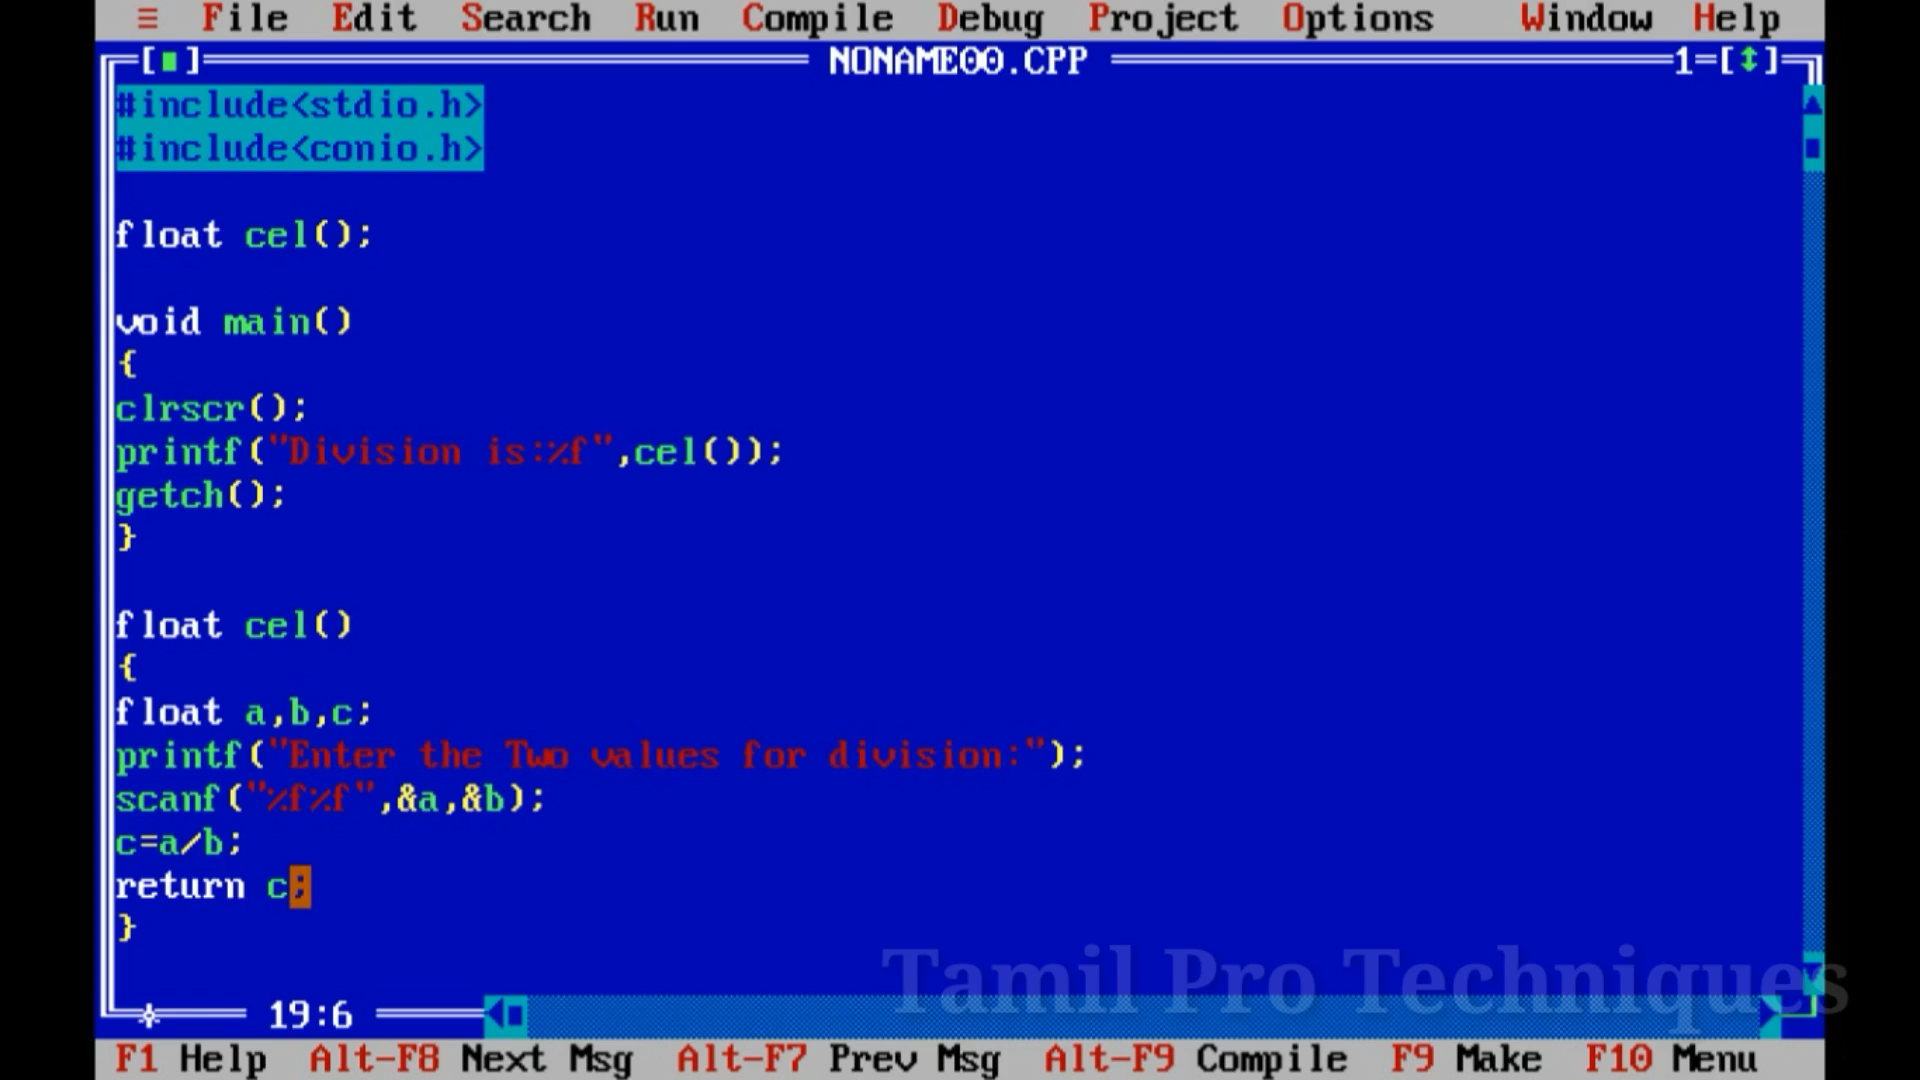 ≡ File Edit Search Run Compile Debug Project Options Window Help
[■] NONAME00.CPP 1=[↕]
#include<stdio.h>
#include<conio.h>
float cel();
void main()
{
clrscr();
printf("Division is:%f",cel());
getch();
}
float cel()
{
float a,b,c;
printf("Enter the Two values for division:");
scanf("%f%f",&a,&b);
c=a/b;
return c;
}
Tamil Pro Techniques
19:6
F1 Help Alt-F8 Next Msg Alt-F7 Prev Msg Alt-F9 Compile F9 Make F10 Menu